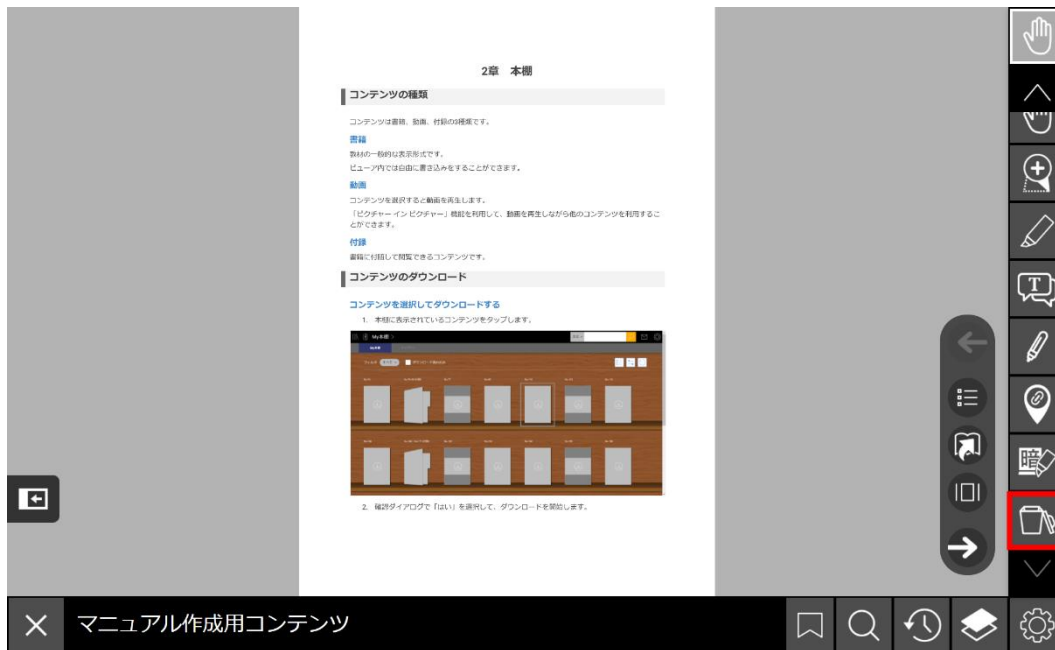 2章　本棚
コンテンツの種類
コンテンツは書籍、動画、付録の3種類です。
書籍
教材の一般的な表示形式です。
ビューア内では自由に書き込みをすることができます。
動画
コンテンツを選択すると動画を再生します。
「ピクチャー イン ピクチャー」機能を利用して、動画を再生しながら他のコンテンツを利用するこ
とができます。
付録
書籍に付随して閲覧できるコンテンツです。
コンテンツのダウンロード
コンテンツを選択してダウンロードする
1. 本棚に表示されているコンテンツをタップします。
My本棚
2. 確認ダイアログで「はい」を選択して、ダウンロードを開始します。
T
暗
マニュアル作成用コンテンツ